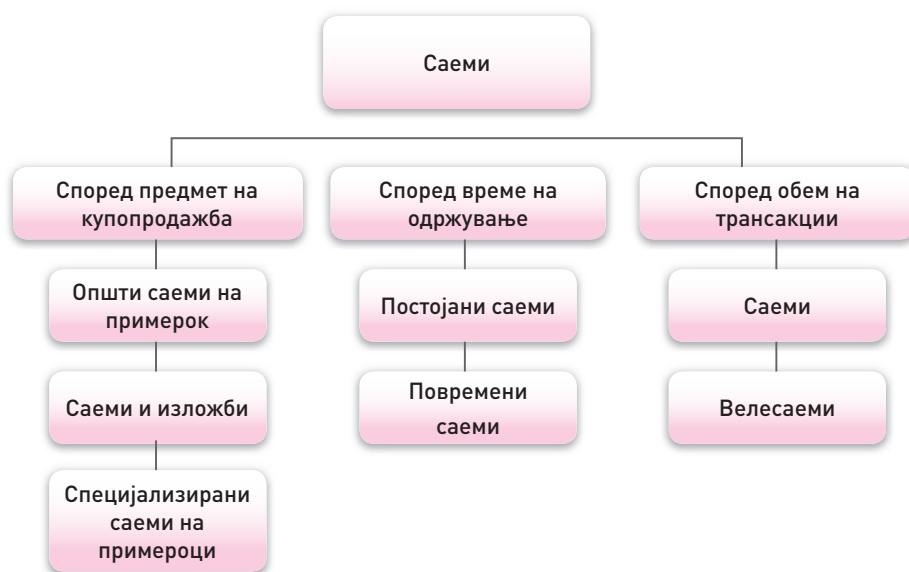 Саеми
Според предмет на
купопродажба
Општи саеми на
примерок
Саеми и изложби
Специјализирани
саеми на
примероци
Според време на
одржување
Постојани саеми
Повремени
саеми
Според обем на
трансакции
Саеми
Велесаеми